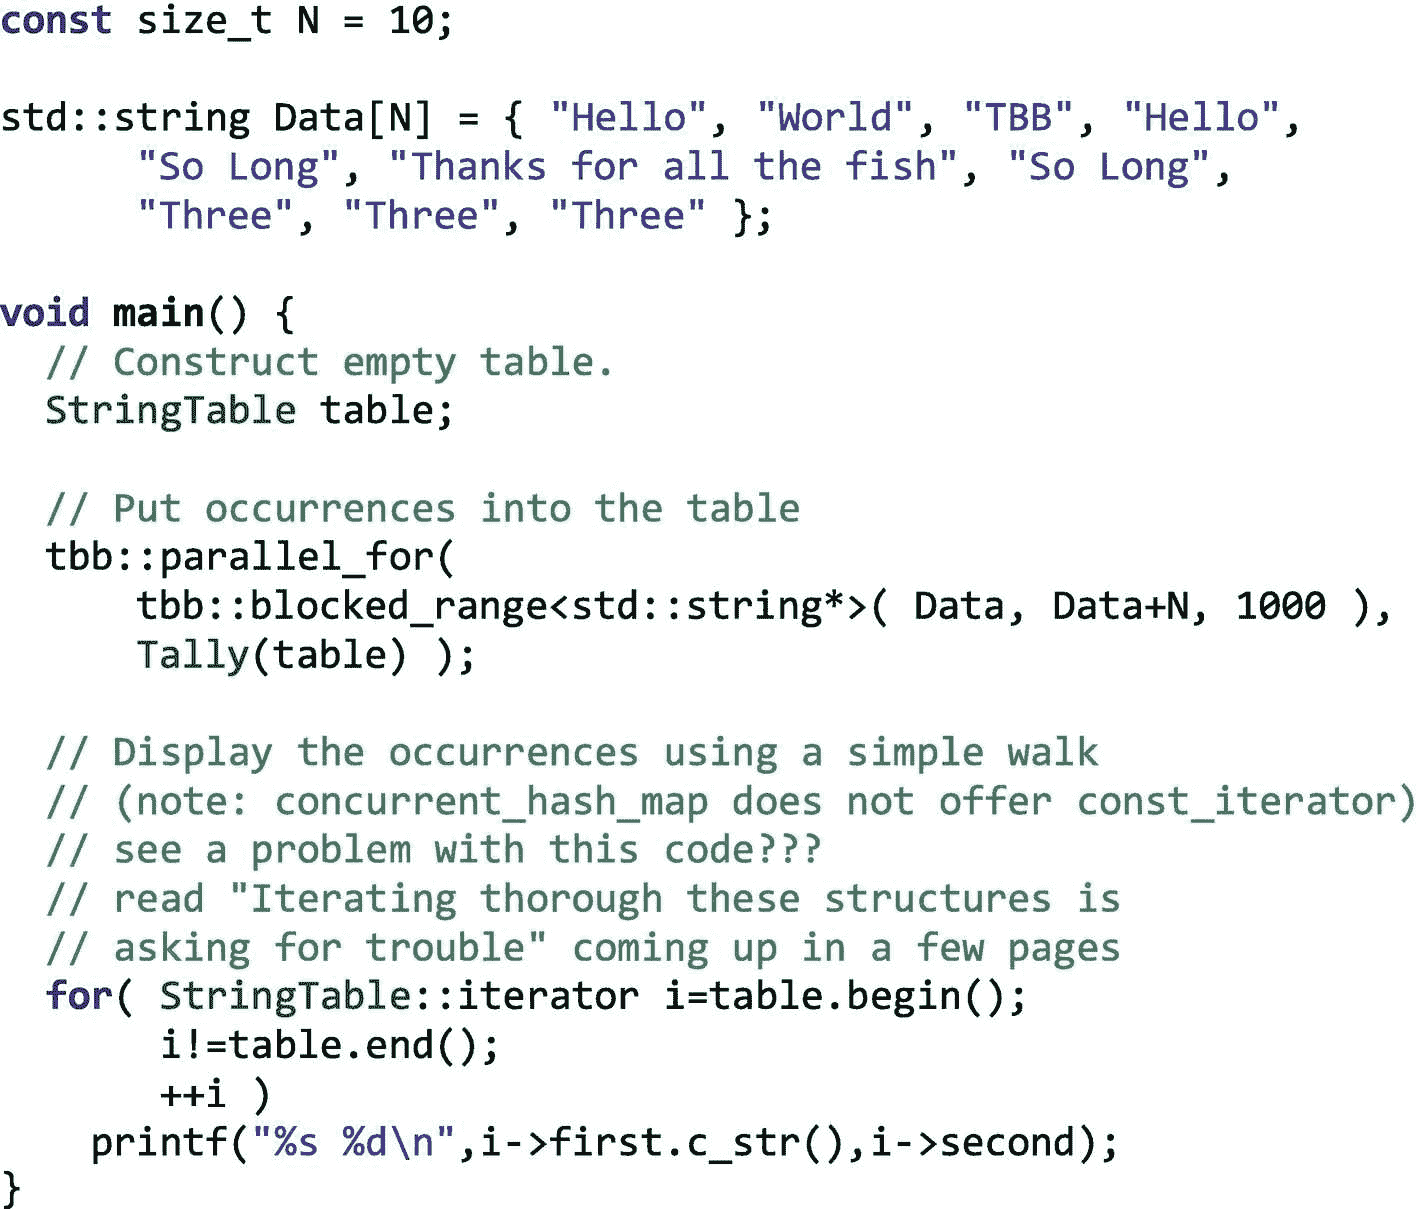 const size_t N = 10;
std::string Data[N] = { "Hello", "World", "TBB", "Hello",
"So Long", "Thanks for all the fish", "So Long",
"Three", "Three", "Three" };
void main() {
// Construct empty table.
StringTable table;
// Put occurrences into the table
tbb::parallel_for(
tbb::blocked_range<std::string*>( Data, Data+N, 1000 ),
Tally(table) );
// Display the occurrences using a simple walk
// (note: concurrent_hash_map does not offer const_iterator)
// see a problem with this code???
// read "Iterating thorough these structures is
// asking for trouble" coming up in a few pages
for( StringTable::iterator i=table.begin();
i!=table.end();
++i )
printf("%s %d\n",i->first.c_str(),i->second);
}